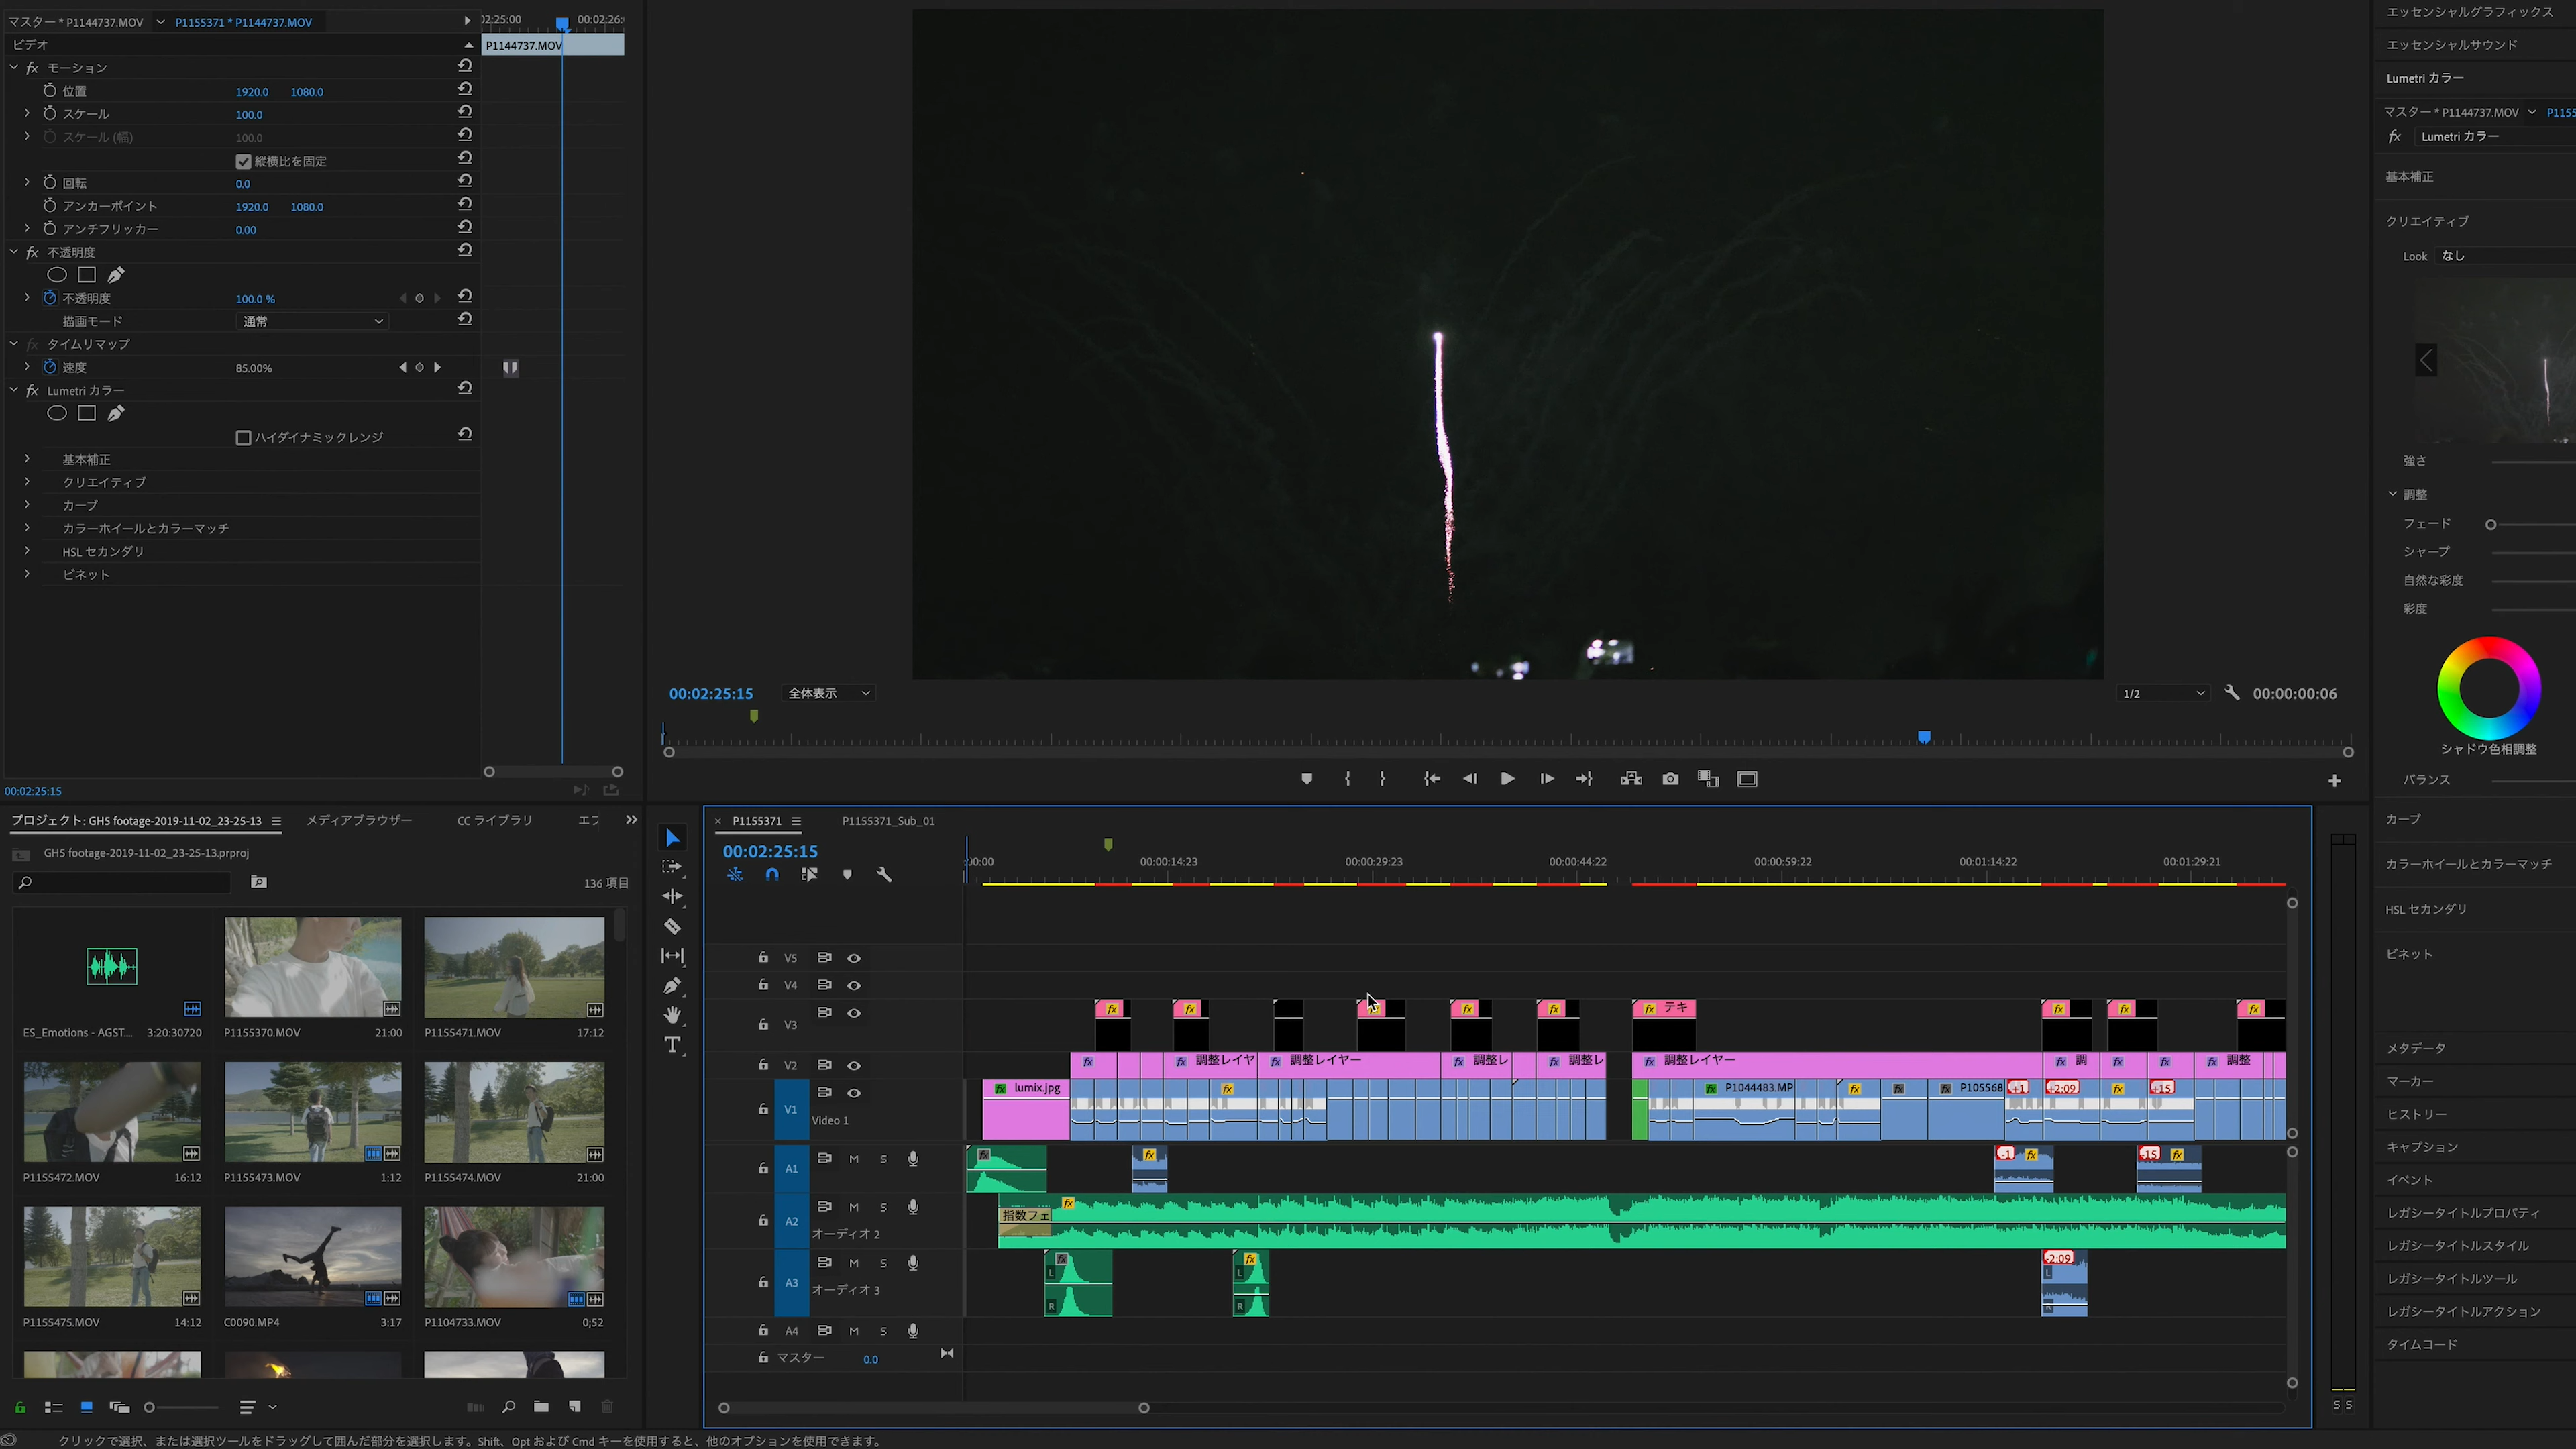 マスター * P1144737.MOV
P1155371 * P1144737.MOV
ビデオ
モーション
位置 1920.0 1080.0
スケール 100.0
スケール (幅) 100.0
縦横比を固定
回転 0.0
アンカーポイント 1920.0 1080.0
アンチフリッカー 0.00
不透明度
不透明度 100.0 %
描画モード 通常
タイムリマップ
速度 85.00%
Lumetri カラー
ハイダイナミックレンジ
基本補正
クリエイティブ
カーブ
カラーホイールとカラーマッチ
HSL セカンダリ
ビネット
00:02:25:15
02:25:00 00:02:26:
P1144737.MOV
00:02:25:15 全体表示
1/2 00:00:00:06
エッセンシャルグラフィックス
エッセンシャルサウンド
Lumetri カラー
マスター * P1144737.MOV P1155
fx Lumetri カラー
基本補正
クリエイティブ
Look なし
強さ
調整
フェード
シャープ
自然な彩度
彩度
シャドウ色相調整
バランス
カーブ
カラーホイールとカラーマッチ
HSL セカンダリ
ビネット
メタデータ
マーカー
ヒストリー
キャプション
イベント
レガシータイトルプロパティ
レガシータイトルスタイル
レガシータイトルツール
レガシータイトルアクション
タイムコード
プロジェクト: GH5 footage-2019-11-02_23-25-13
メディアブラウザー
CC ライブラリ
エフ
GH5 footage-2019-11-02_23-25-13.prproj
136 項目
ES_Emotions - AGST... 3:20:30720
P1155370.MOV 21:00
P1155471.MOV 17:12
P1155472.MOV 16:12
P1155473.MOV 1:12
P1155474.MOV 21:00
P1155475.MOV 14:12
C0090.MP4 3:17
P1104733.MOV 0;52
× P1155371
P1155371_Sub_01
00:02:25:15
:00:00 00:00:14:23 00:00:29:23 00:00:44:22 00:00:59:22 00:01:14:22 00:01:29:21
V5
V4
V3
テキ
V2
調整レイヤ 調整レイヤー 調整レ 調整レ 調整レイヤー 調 調整
V1
Video 1
lumix.jpg P1044483.MP P105568 +1 +2:09 +15
A1 M S
-1 -15
A2 M S
オーディオ 2
指数フェ
A3 M S
オーディオ 3
L
R
L
R
-2:09
L
R
A4 M S
マスター 0.0
S S
クリックで選択、または選択ツールをドラッグして囲んだ部分を選択します。Shift、Opt および Cmd キーを使用すると、他のオプションを使用できます。